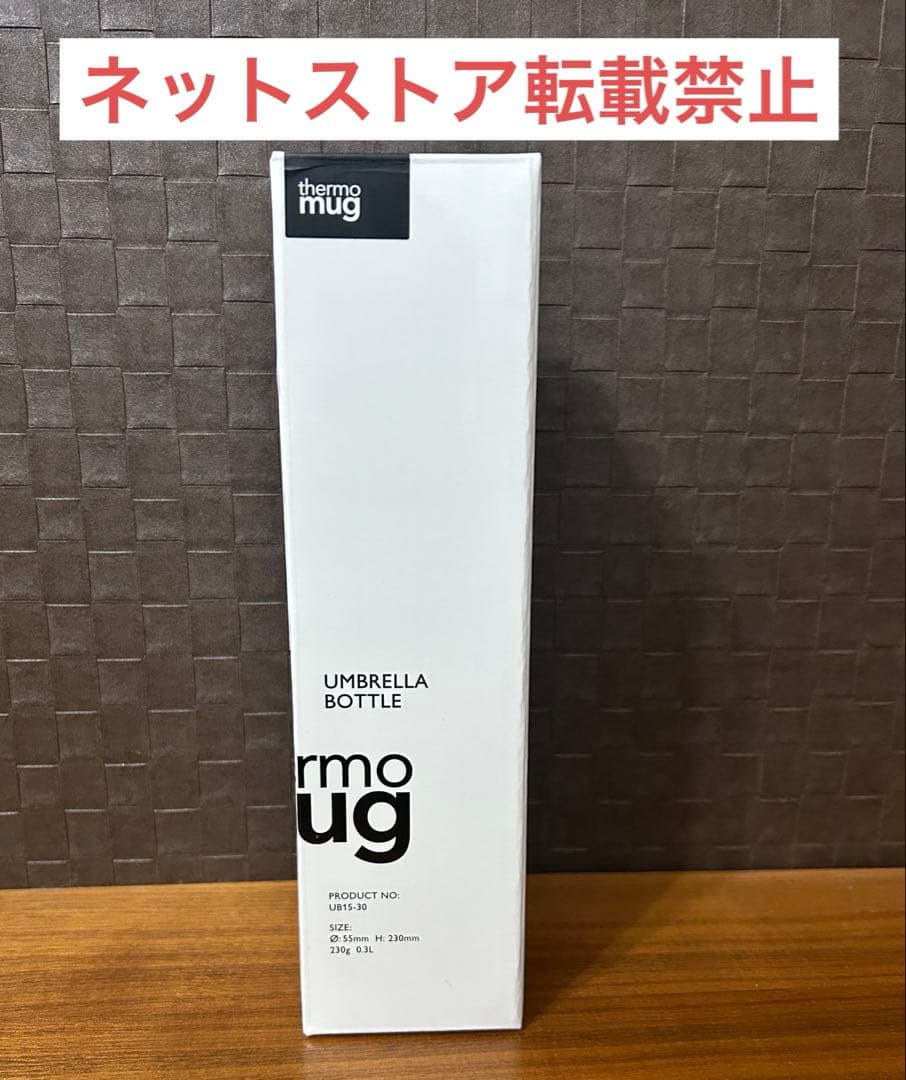 ネットストア転載禁止
thermo
mug
UMBRELLA
BOTTLE
rmo
ug
PRODUCT NO:
UB15-30
SIZE:
Ø: 55mm H: 230mm
230g 0.3L